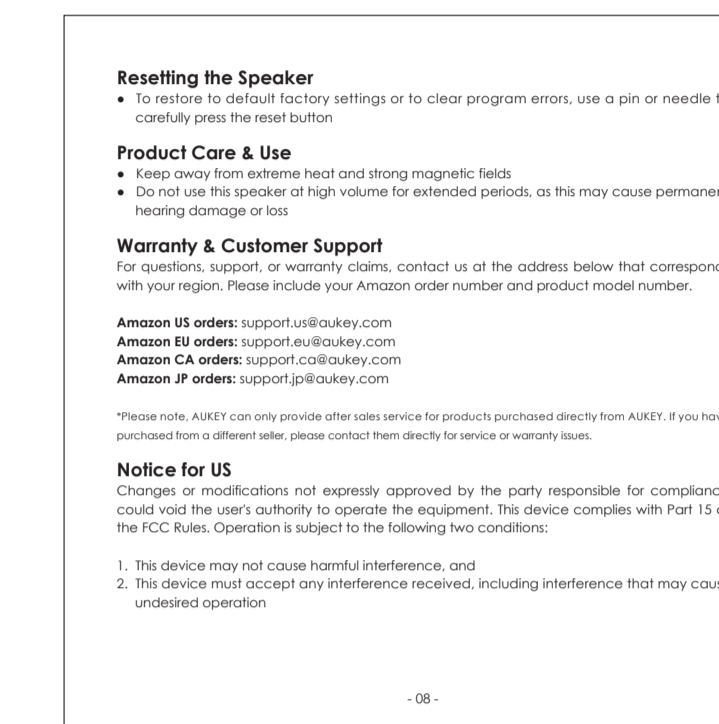 Resetting the Speaker
● To restore to default factory settings or to clear program errors, use a pin or needle t
carefully press the reset button
Product Care & Use
● Keep away from extreme heat and strong magnetic fields
● Do not use this speaker at high volume for extended periods, as this may cause permanen
hearing damage or loss
Warranty & Customer Support
For questions, support, or warranty claims, contact us at the address below that correspond
with your region. Please include your Amazon order number and product model number.
Amazon US orders: support.us@aukey.com
Amazon EU orders: support.eu@aukey.com
Amazon CA orders: support.ca@aukey.com
Amazon JP orders: support.jp@aukey.com
*Please note, AUKEY can only provide after sales service for products purchased directly from AUKEY. If you hav
purchased from a different seller, please contact them directly for service or warranty issues.
Notice for US
Changes or modifications not expressly approved by the party responsible for complianc
could void the user's authority to operate the equipment. This device complies with Part 15 o
the FCC Rules. Operation is subject to the following two conditions:
1. This device may not cause harmful interference, and
2. This device must accept any interference received, including interference that may caus
undesired operation
- 08 -